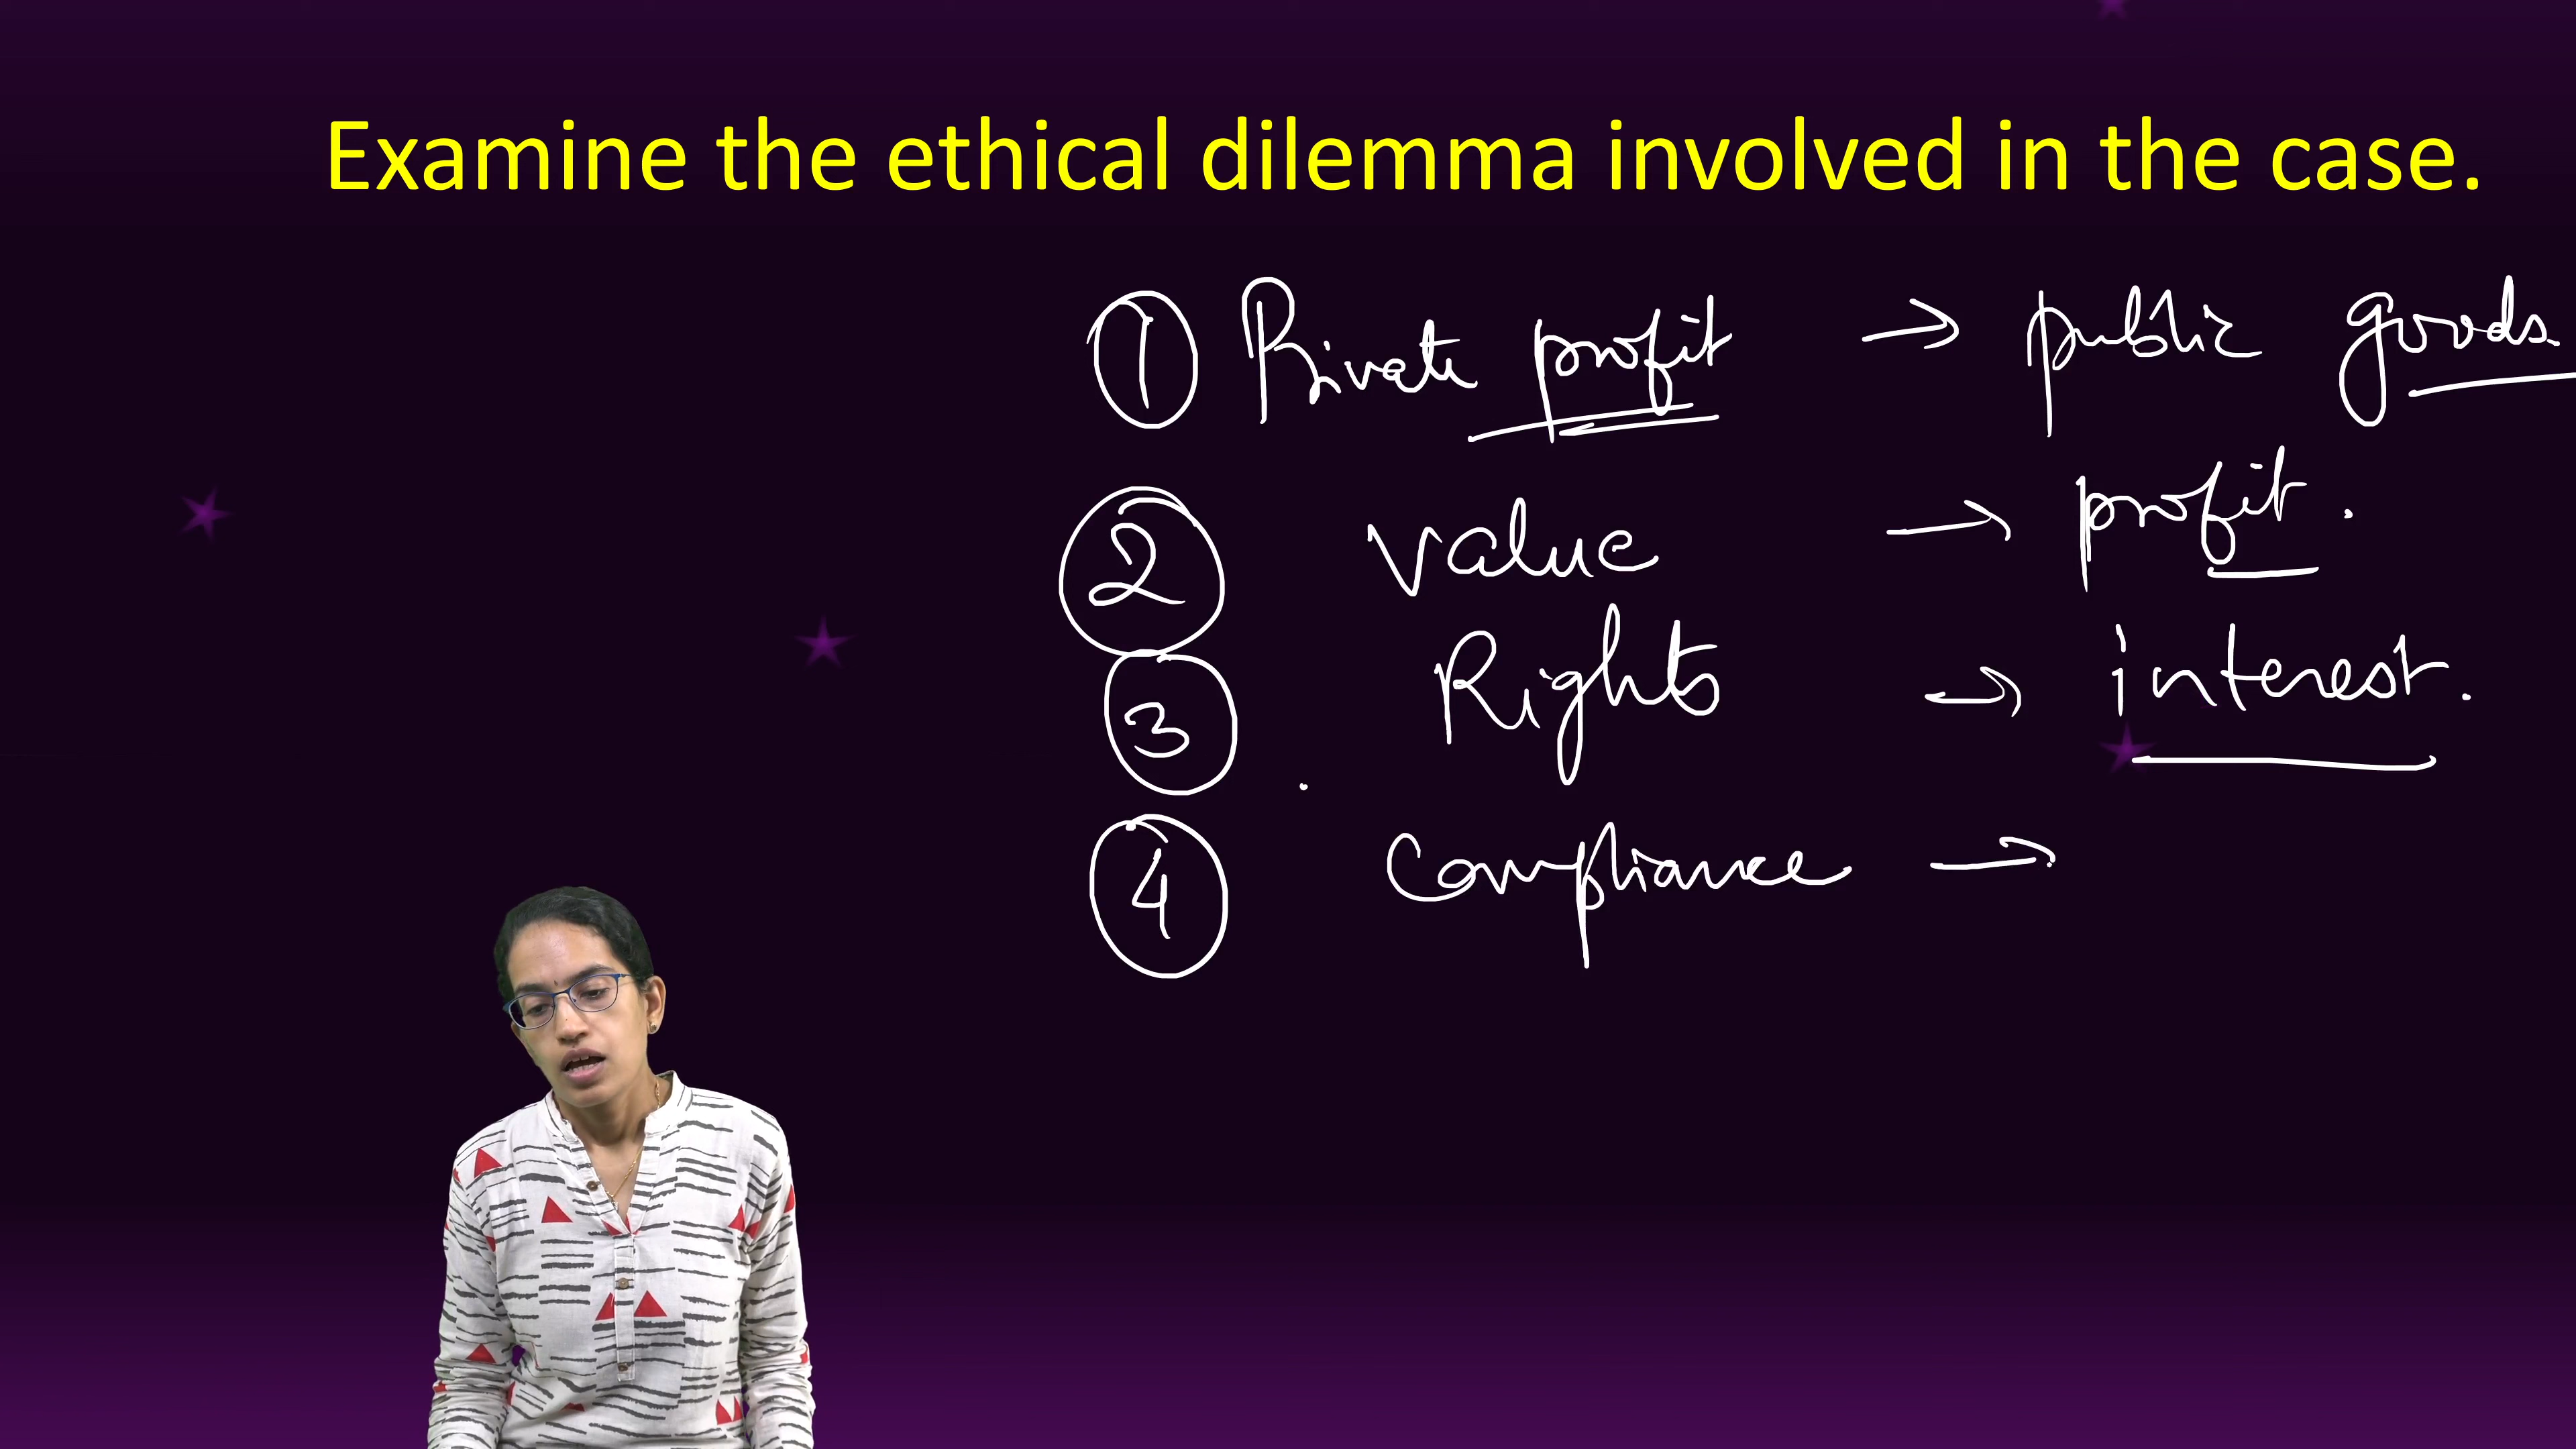 Examine the ethical dilemma involved in the case.
① Private profit → public goods.
② value → profit.
③ Rights → interest.
④ compliance →